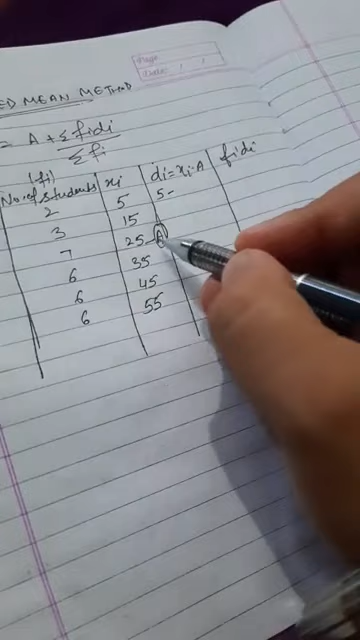 Page:
Date: / /
ED MEAN METHOD
= A + Σfidi
Σfi
(fi)
No. of students xi di = xi - A fidi
2 5 5-
3 15
7 25-A
6 35
6 45
6 55